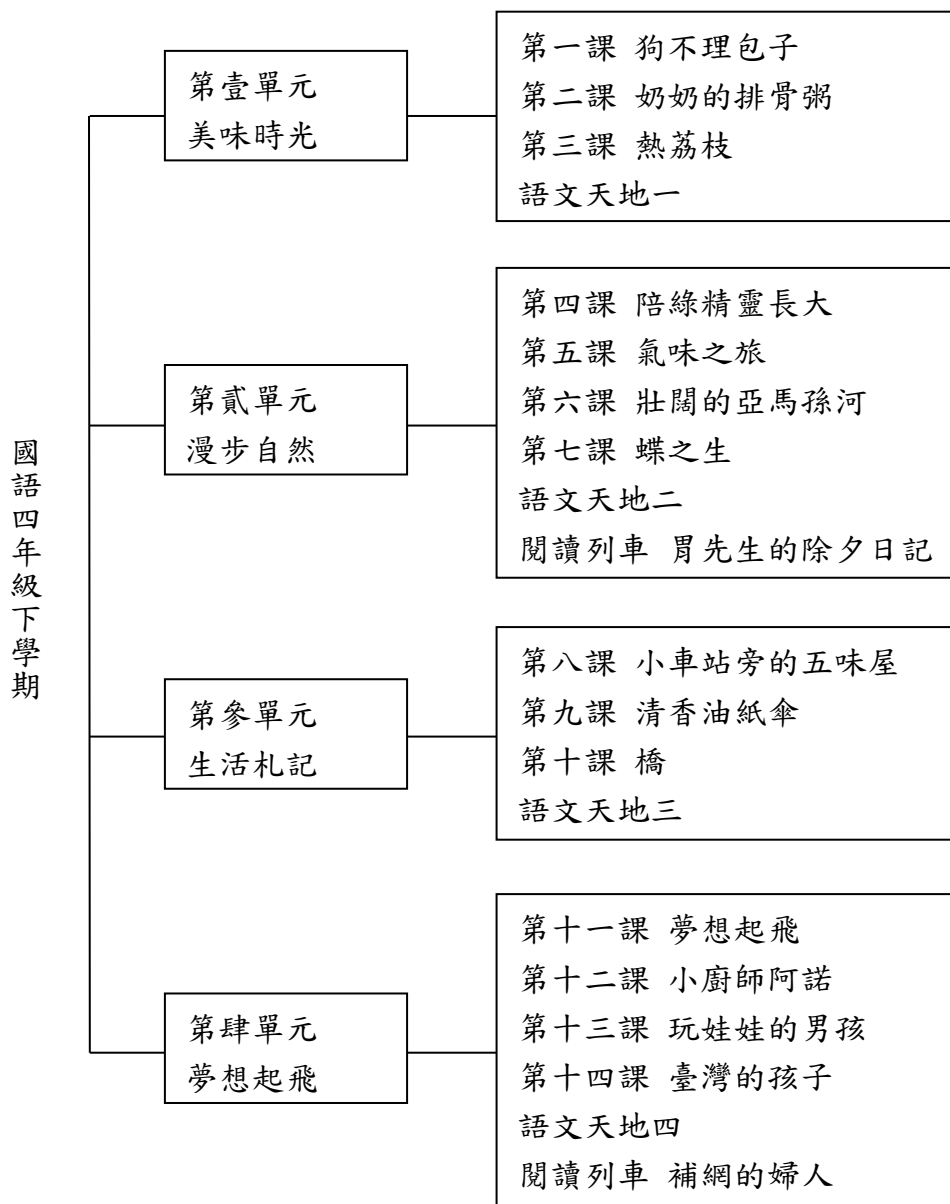 國語四年級下學期
第壹單元
美味時光
第一課 狗不理包子
第二課 奶奶的排骨粥
第三課 熱荔枝
語文天地一
第貳單元
漫步自然
第四課 陪綠精靈長大
第五課 氣味之旅
第六課 壯闊的亞馬孫河
第七課 蝶之生
語文天地二
閱讀列車 胃先生的除夕日記
第參單元
生活札記
第八課 小車站旁的五味屋
第九課 清香油紙傘
第十課 橋
語文天地三
第肆單元
夢想起飛
第十一課 夢想起飛
第十二課 小廚師阿諾
第十三課 玩娃娃的男孩
第十四課 臺灣的孩子
語文天地四
閱讀列車 補網的婦人